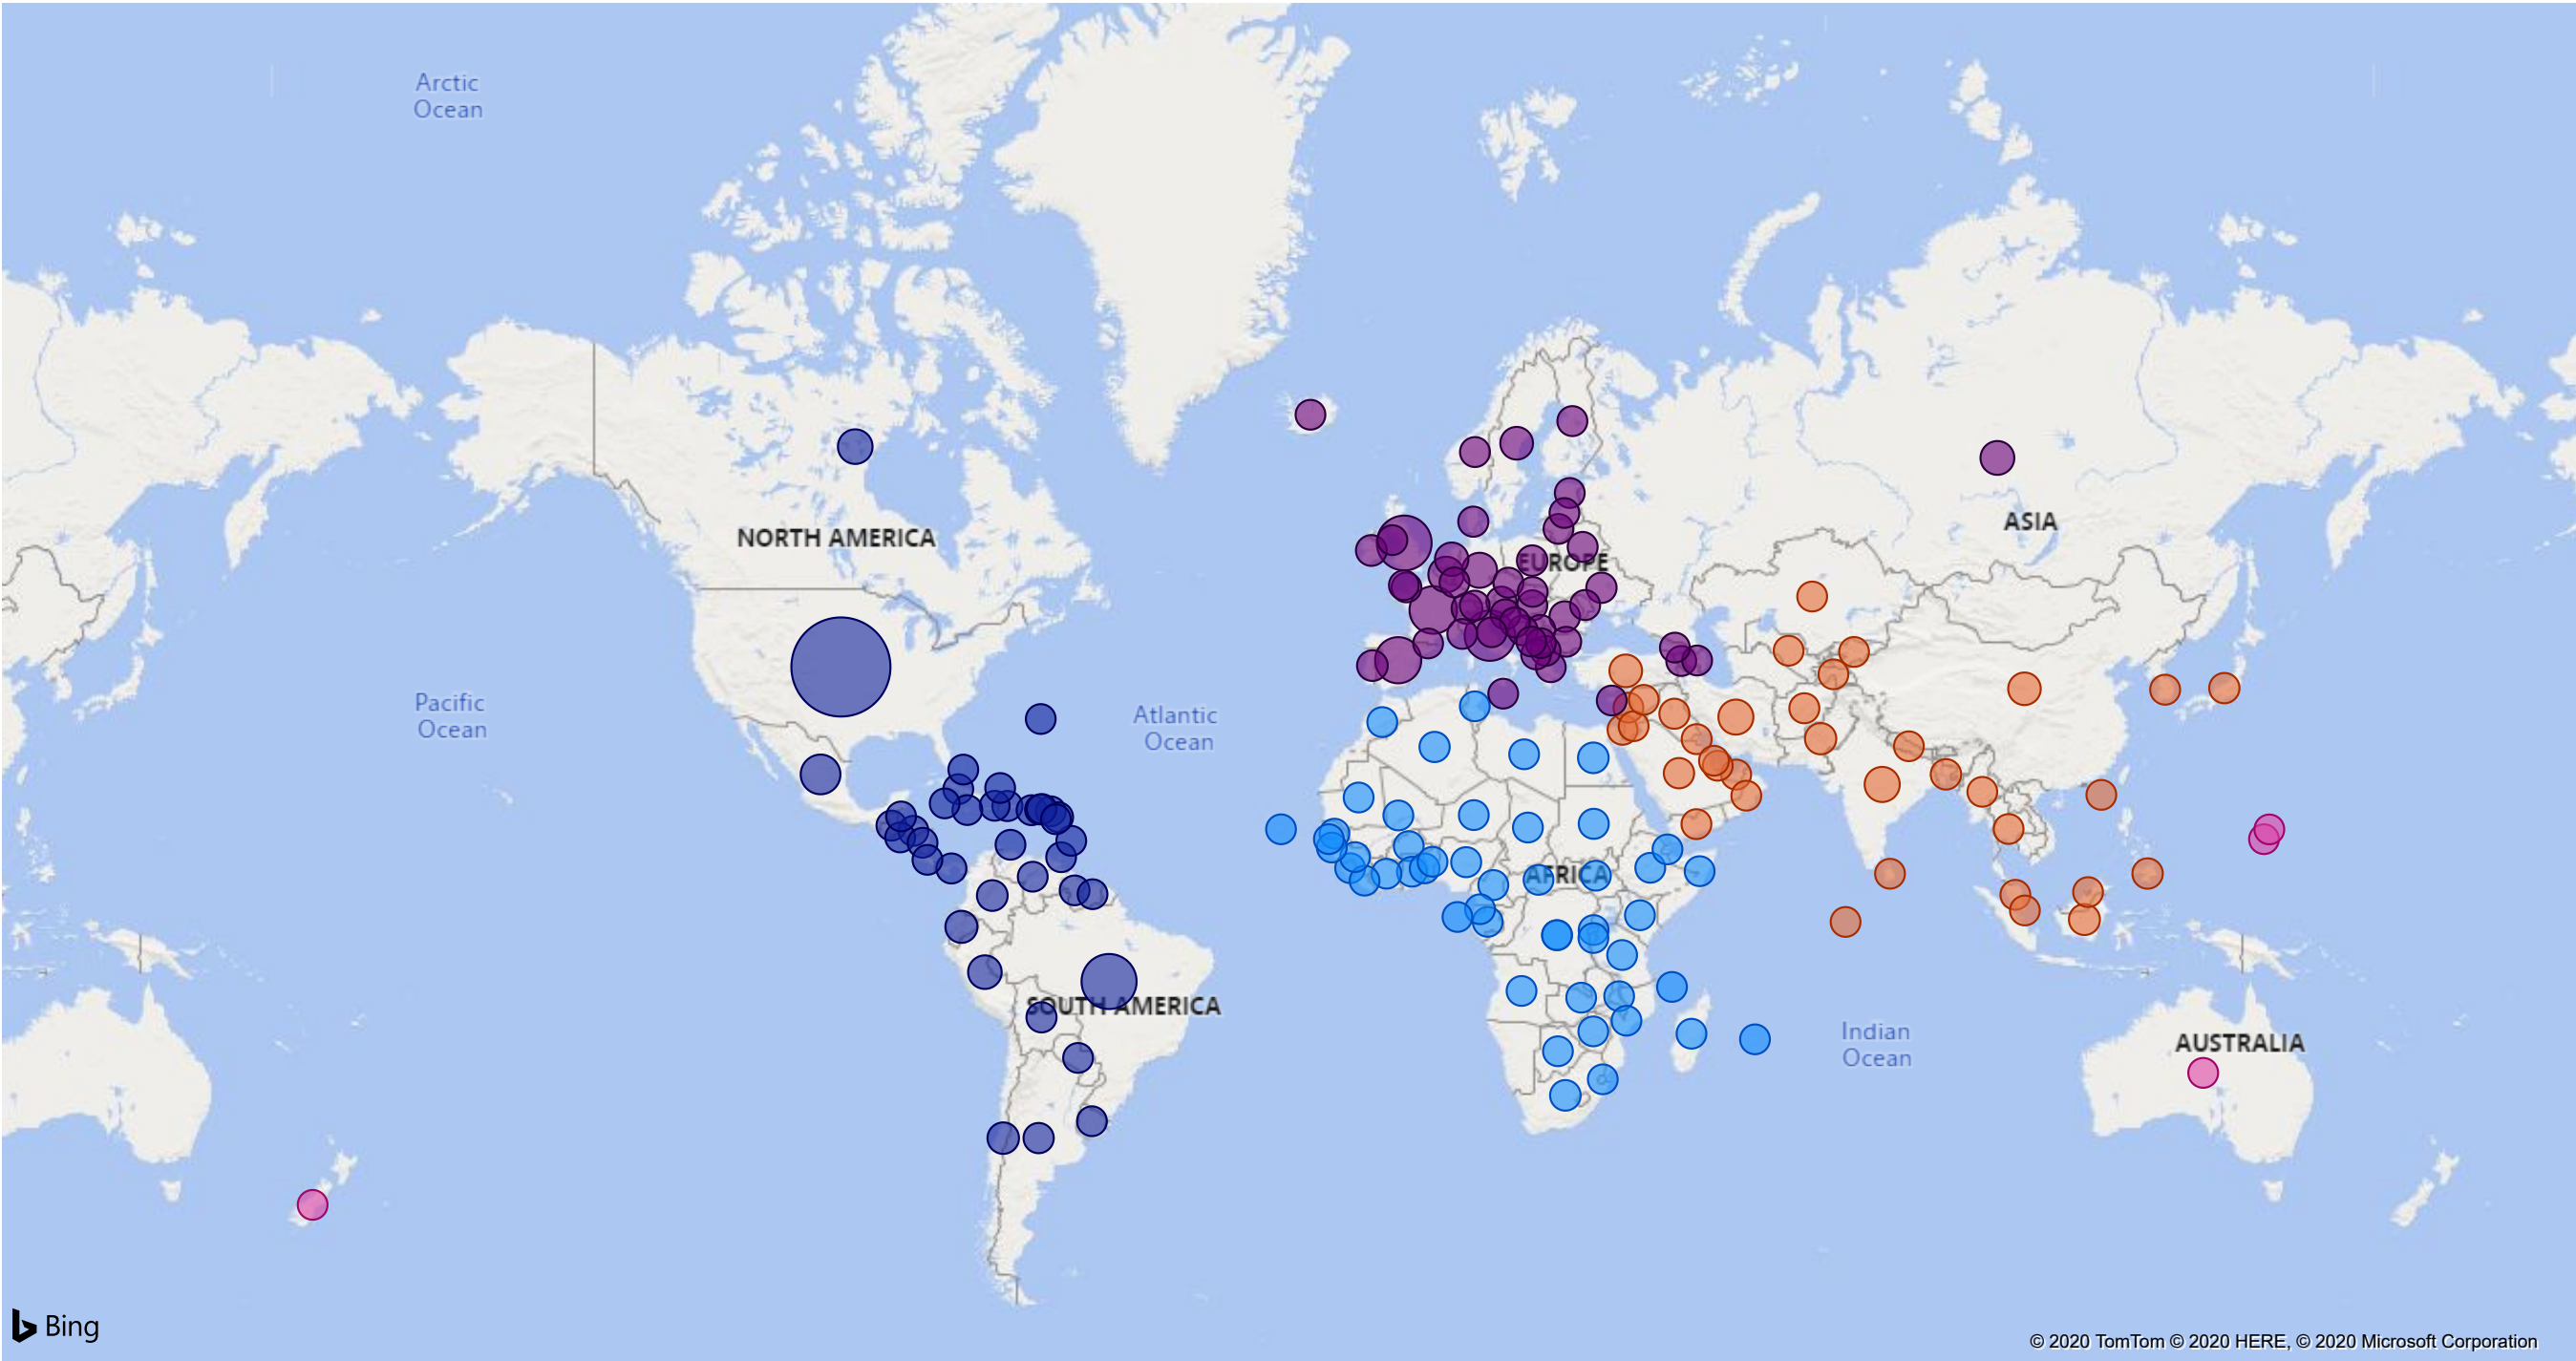 Arctic
Ocean
NORTH AMERICA
ASIA
EUROPE
Pacific
Ocean
Atlantic
Ocean
AFRICA
SOUTH AMERICA
Indian
Ocean
AUSTRALIA
Bing
© 2020 TomTom © 2020 HERE, © 2020 Microsoft Corporation